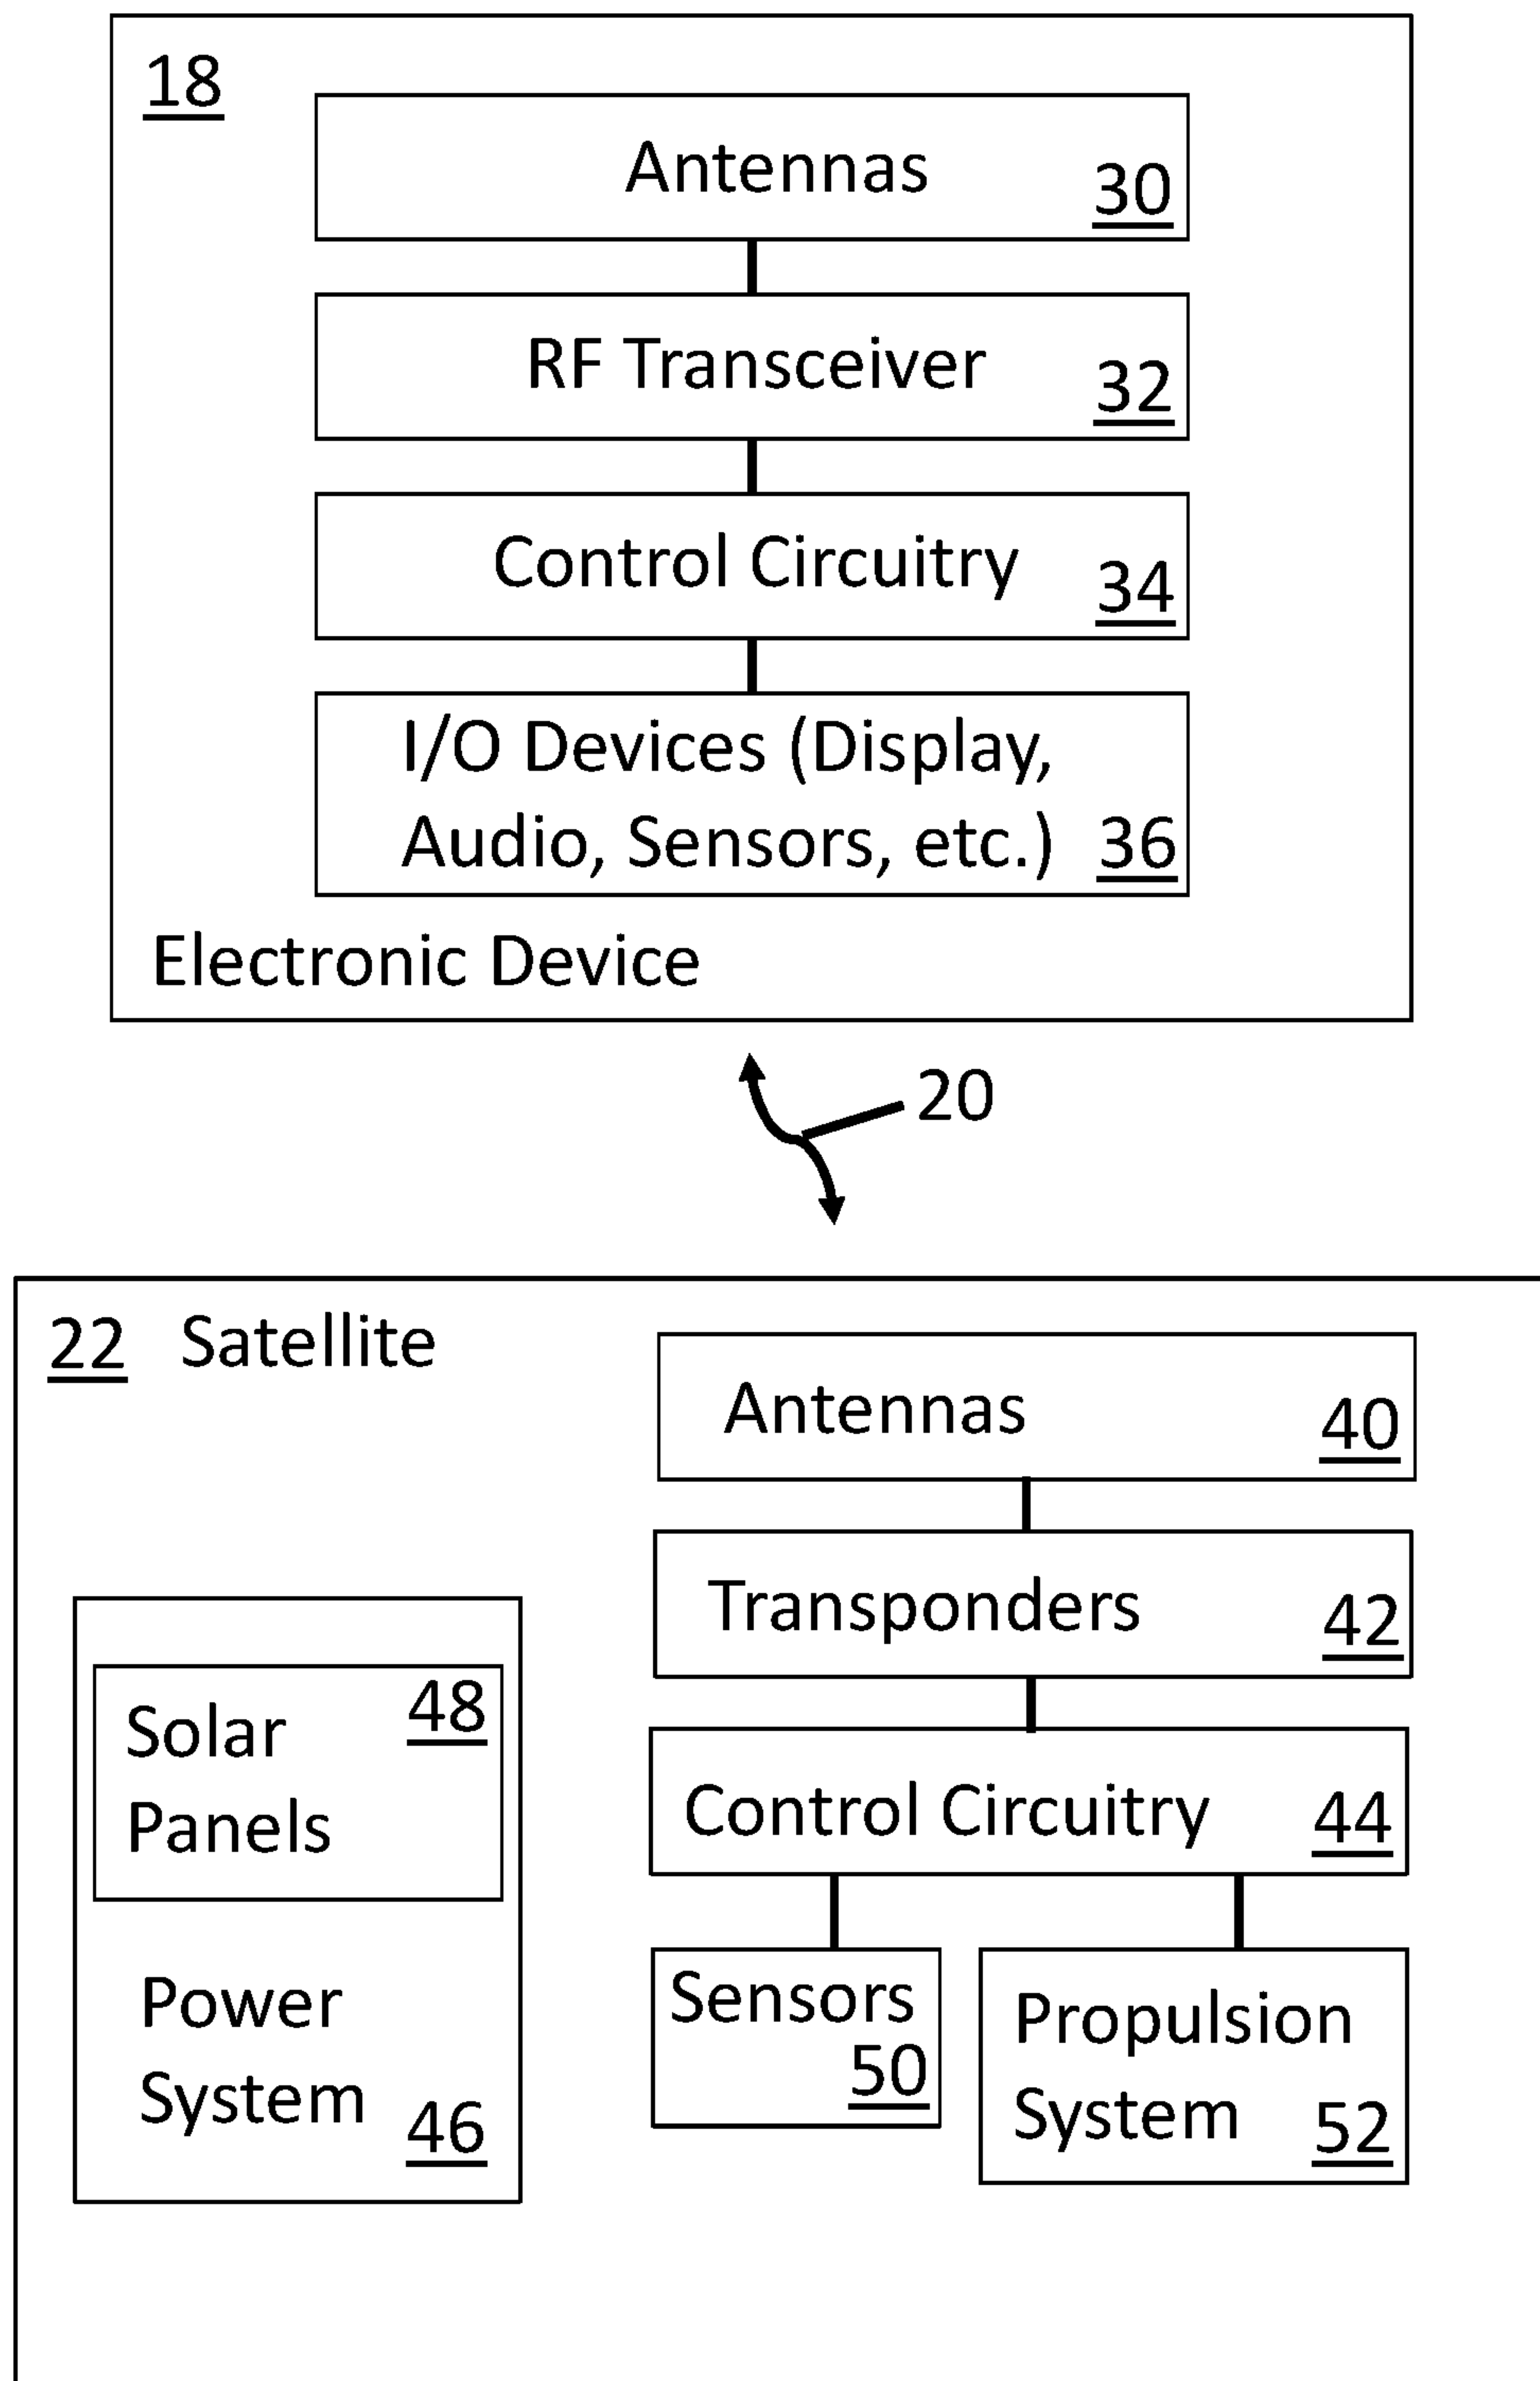 18
Antennas
30
RF Transceiver
32
Control Circuitry
34
I/O Devices (Display,
Audio, Sensors, etc.) 36
Electronic Device
20
22 Satellite
Antennas
40
Transponders
42
Solar 48
Panels
Power
System 46
Control Circuitry
44
Sensors
50
Propulsion
System 52